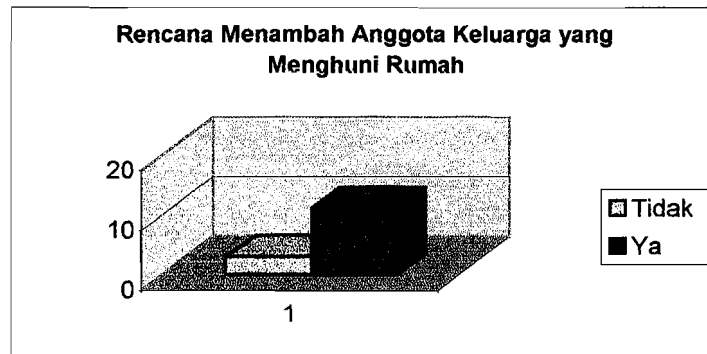 Rencana Menambah Anggota Keluarga yang
Menghuni Rumah
20
10
0
1
Tidak
Ya